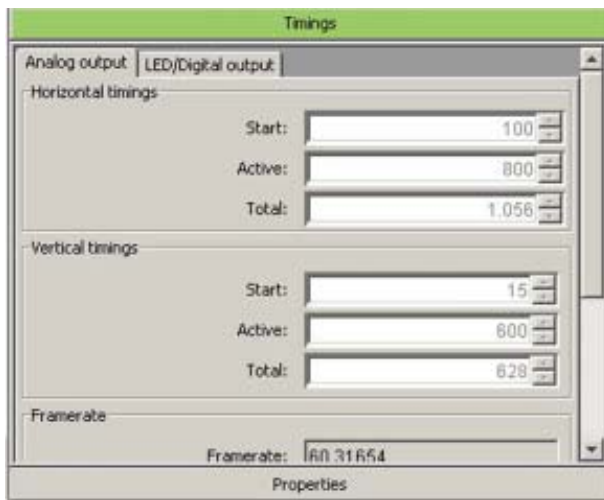 Timings
Analog output LED/Digital output
Horizontal timings
Start: 100
Active: 800
Total: 1.056
Vertical timings
Start: 15
Active: 600
Total: 628
Framerate
Framerate: 60.31654
Properties